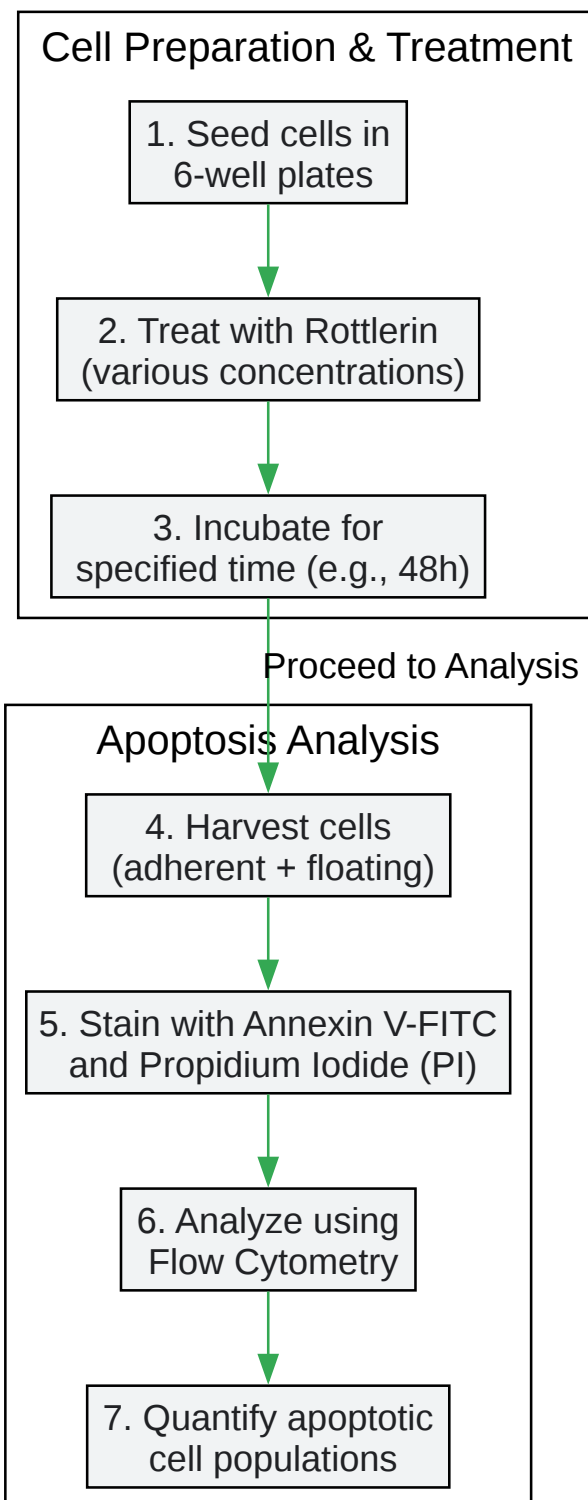 Cell Preparation & Treatment
1. Seed cells in
6-well plates
2. Treat with Rottlerin
(various concentrations)
3. Incubate for
specified time (e.g., 48h)
Proceed to Analysis
Apoptosis Analysis
4. Harvest cells
(adherent + floating)
5. Stain with Annexin V-FITC
and Propidium Iodide (PI)
6. Analyze using
Flow Cytometry
7. Quantify apoptotic
cell populations